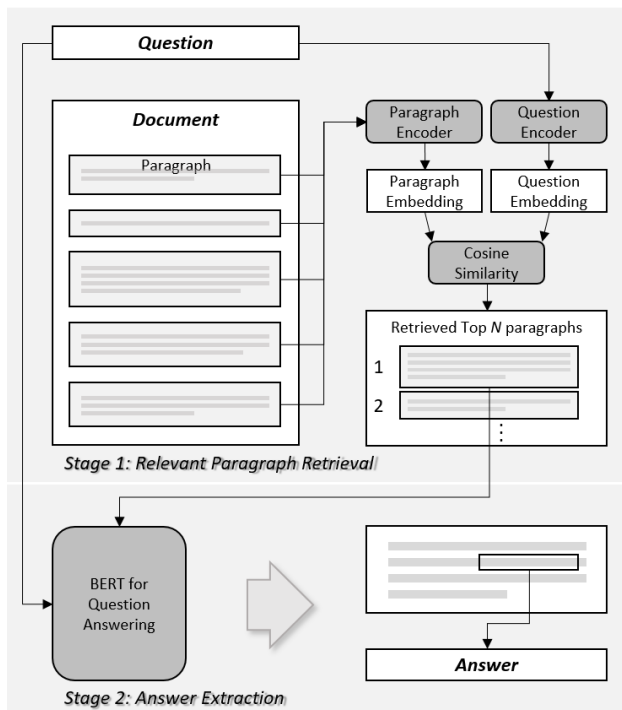 Question
Document
Paragraph
Paragraph
Encoder
Question
Encoder
Paragraph
Embedding
Question
Embedding
Cosine
Similarity
Retrieved Top N paragraphs
1
2
⋮
Stage 1: Relevant Paragraph Retrieval
BERT for
Question
Answering
Answer
Stage 2: Answer Extraction